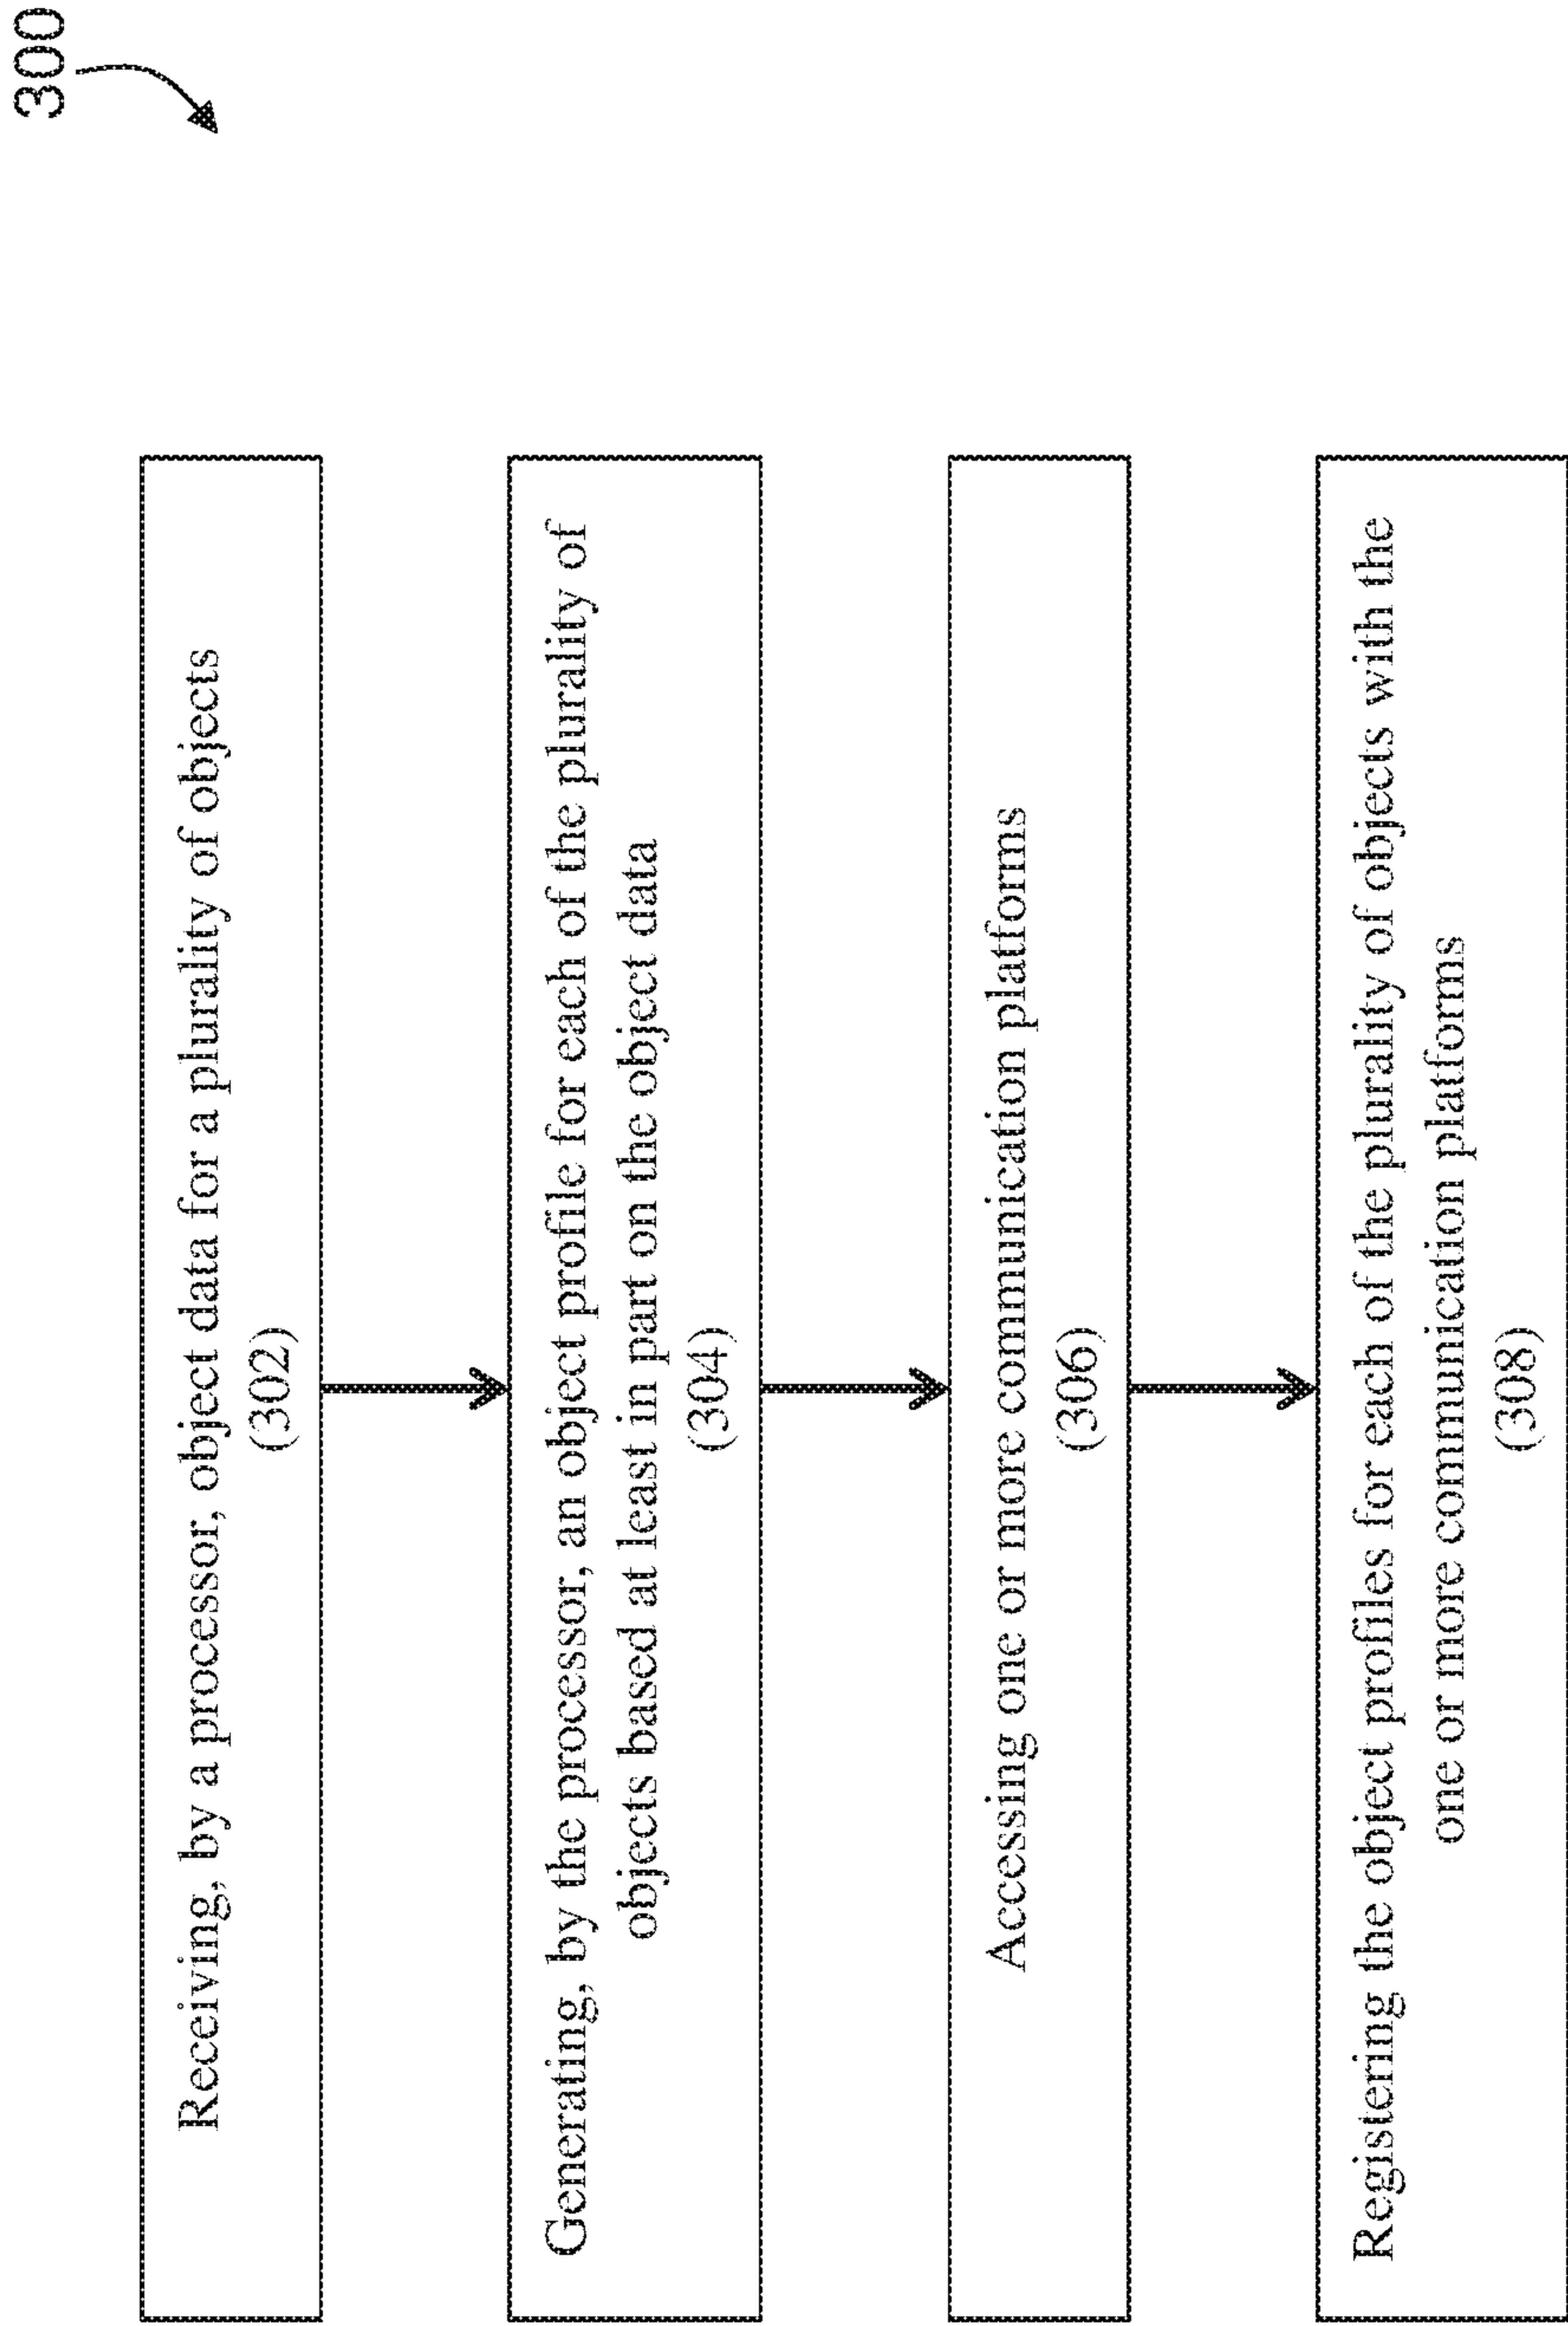 300
Receiving, by a processor, object data for a plurality of objects
(302)
Generating, by the processor, an object profile for each of the plurality of
objects based at least in part on the object data
(304)
Accessing one or more communication platforms
(306)
Registering the object profiles for each of the plurality of objects with the
one or more communication platforms
(308)